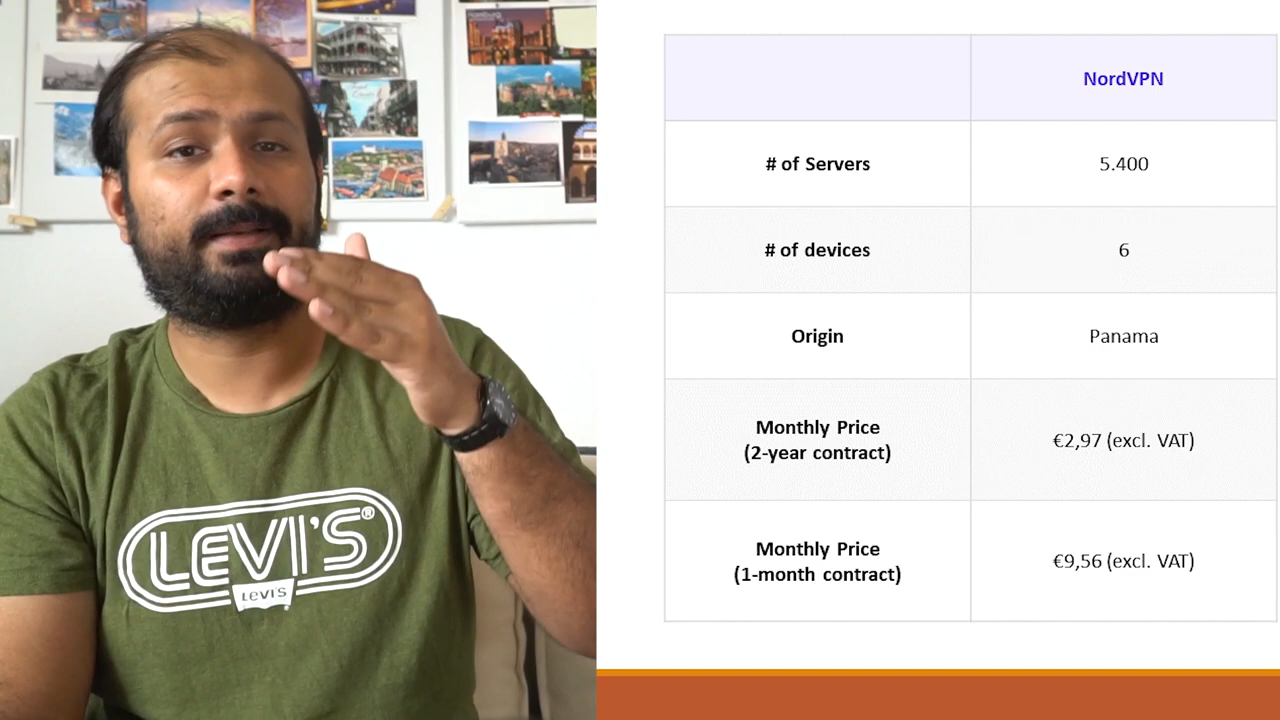 LEVI'S®
LEVI'S
NordVPN
# of Servers
5.400
# of devices
6
Origin
Panama
Monthly Price
(2-year contract)
€2,97 (excl. VAT)
Monthly Price
(1-month contract)
€9,56 (excl. VAT)